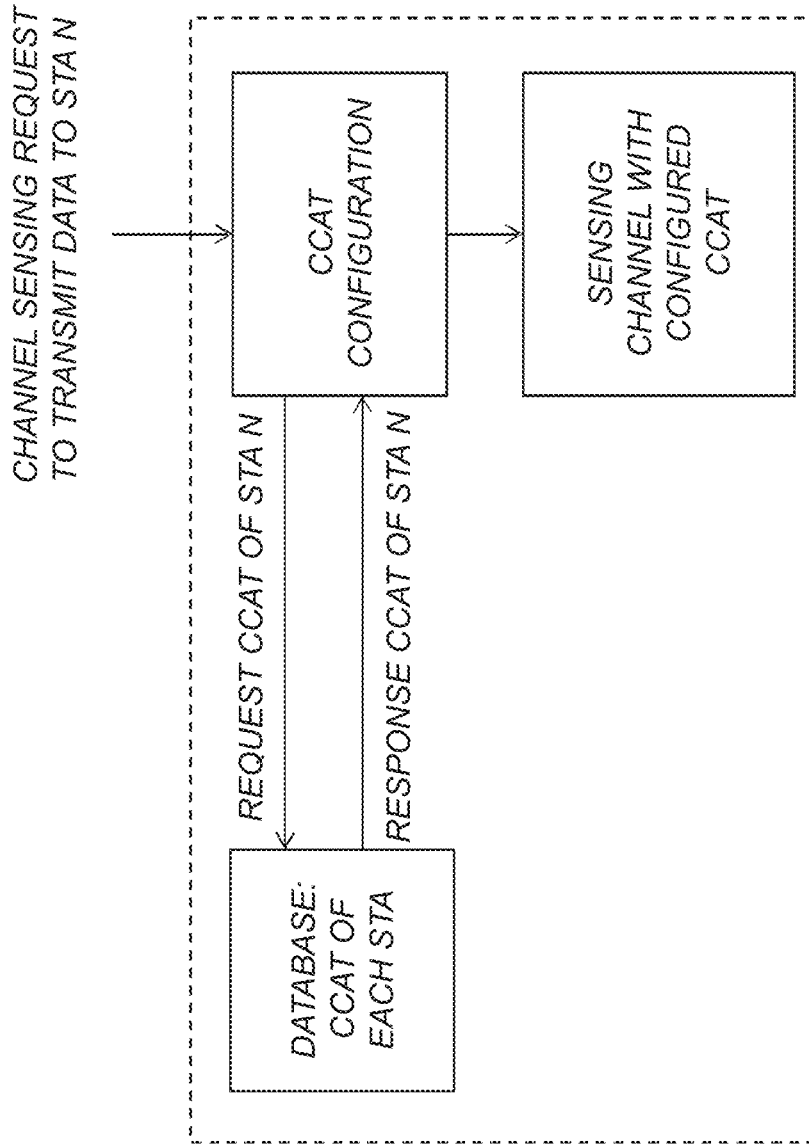 CHANNEL SENSING REQUEST
TO TRANSMIT DATA TO STA N
DATABASE:
CCAT OF
EACH STA
REQUEST CCAT OF STA N
RESPONSE CCAT OF STA N
CCAT
CONFIGURATION
SENSING
CHANNEL WITH
CONFIGURED
CCAT